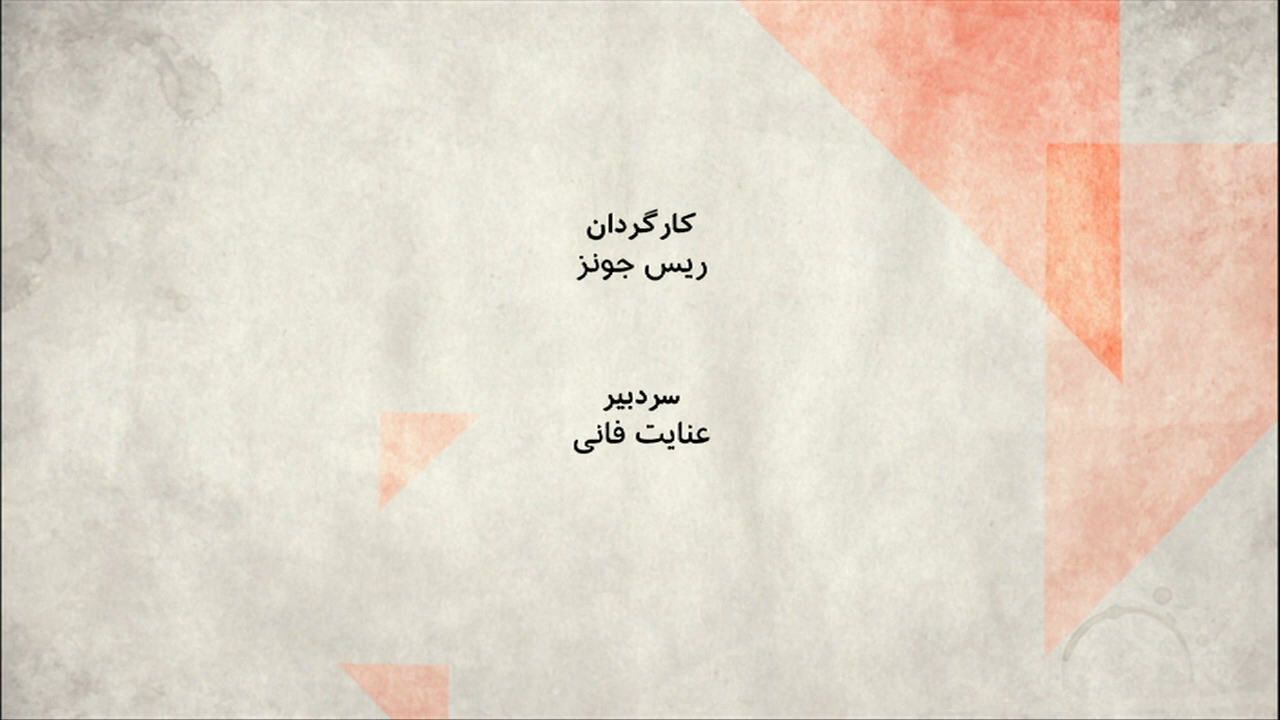 کارگردان
ریس جونز
سردبیر
عنایت فانی